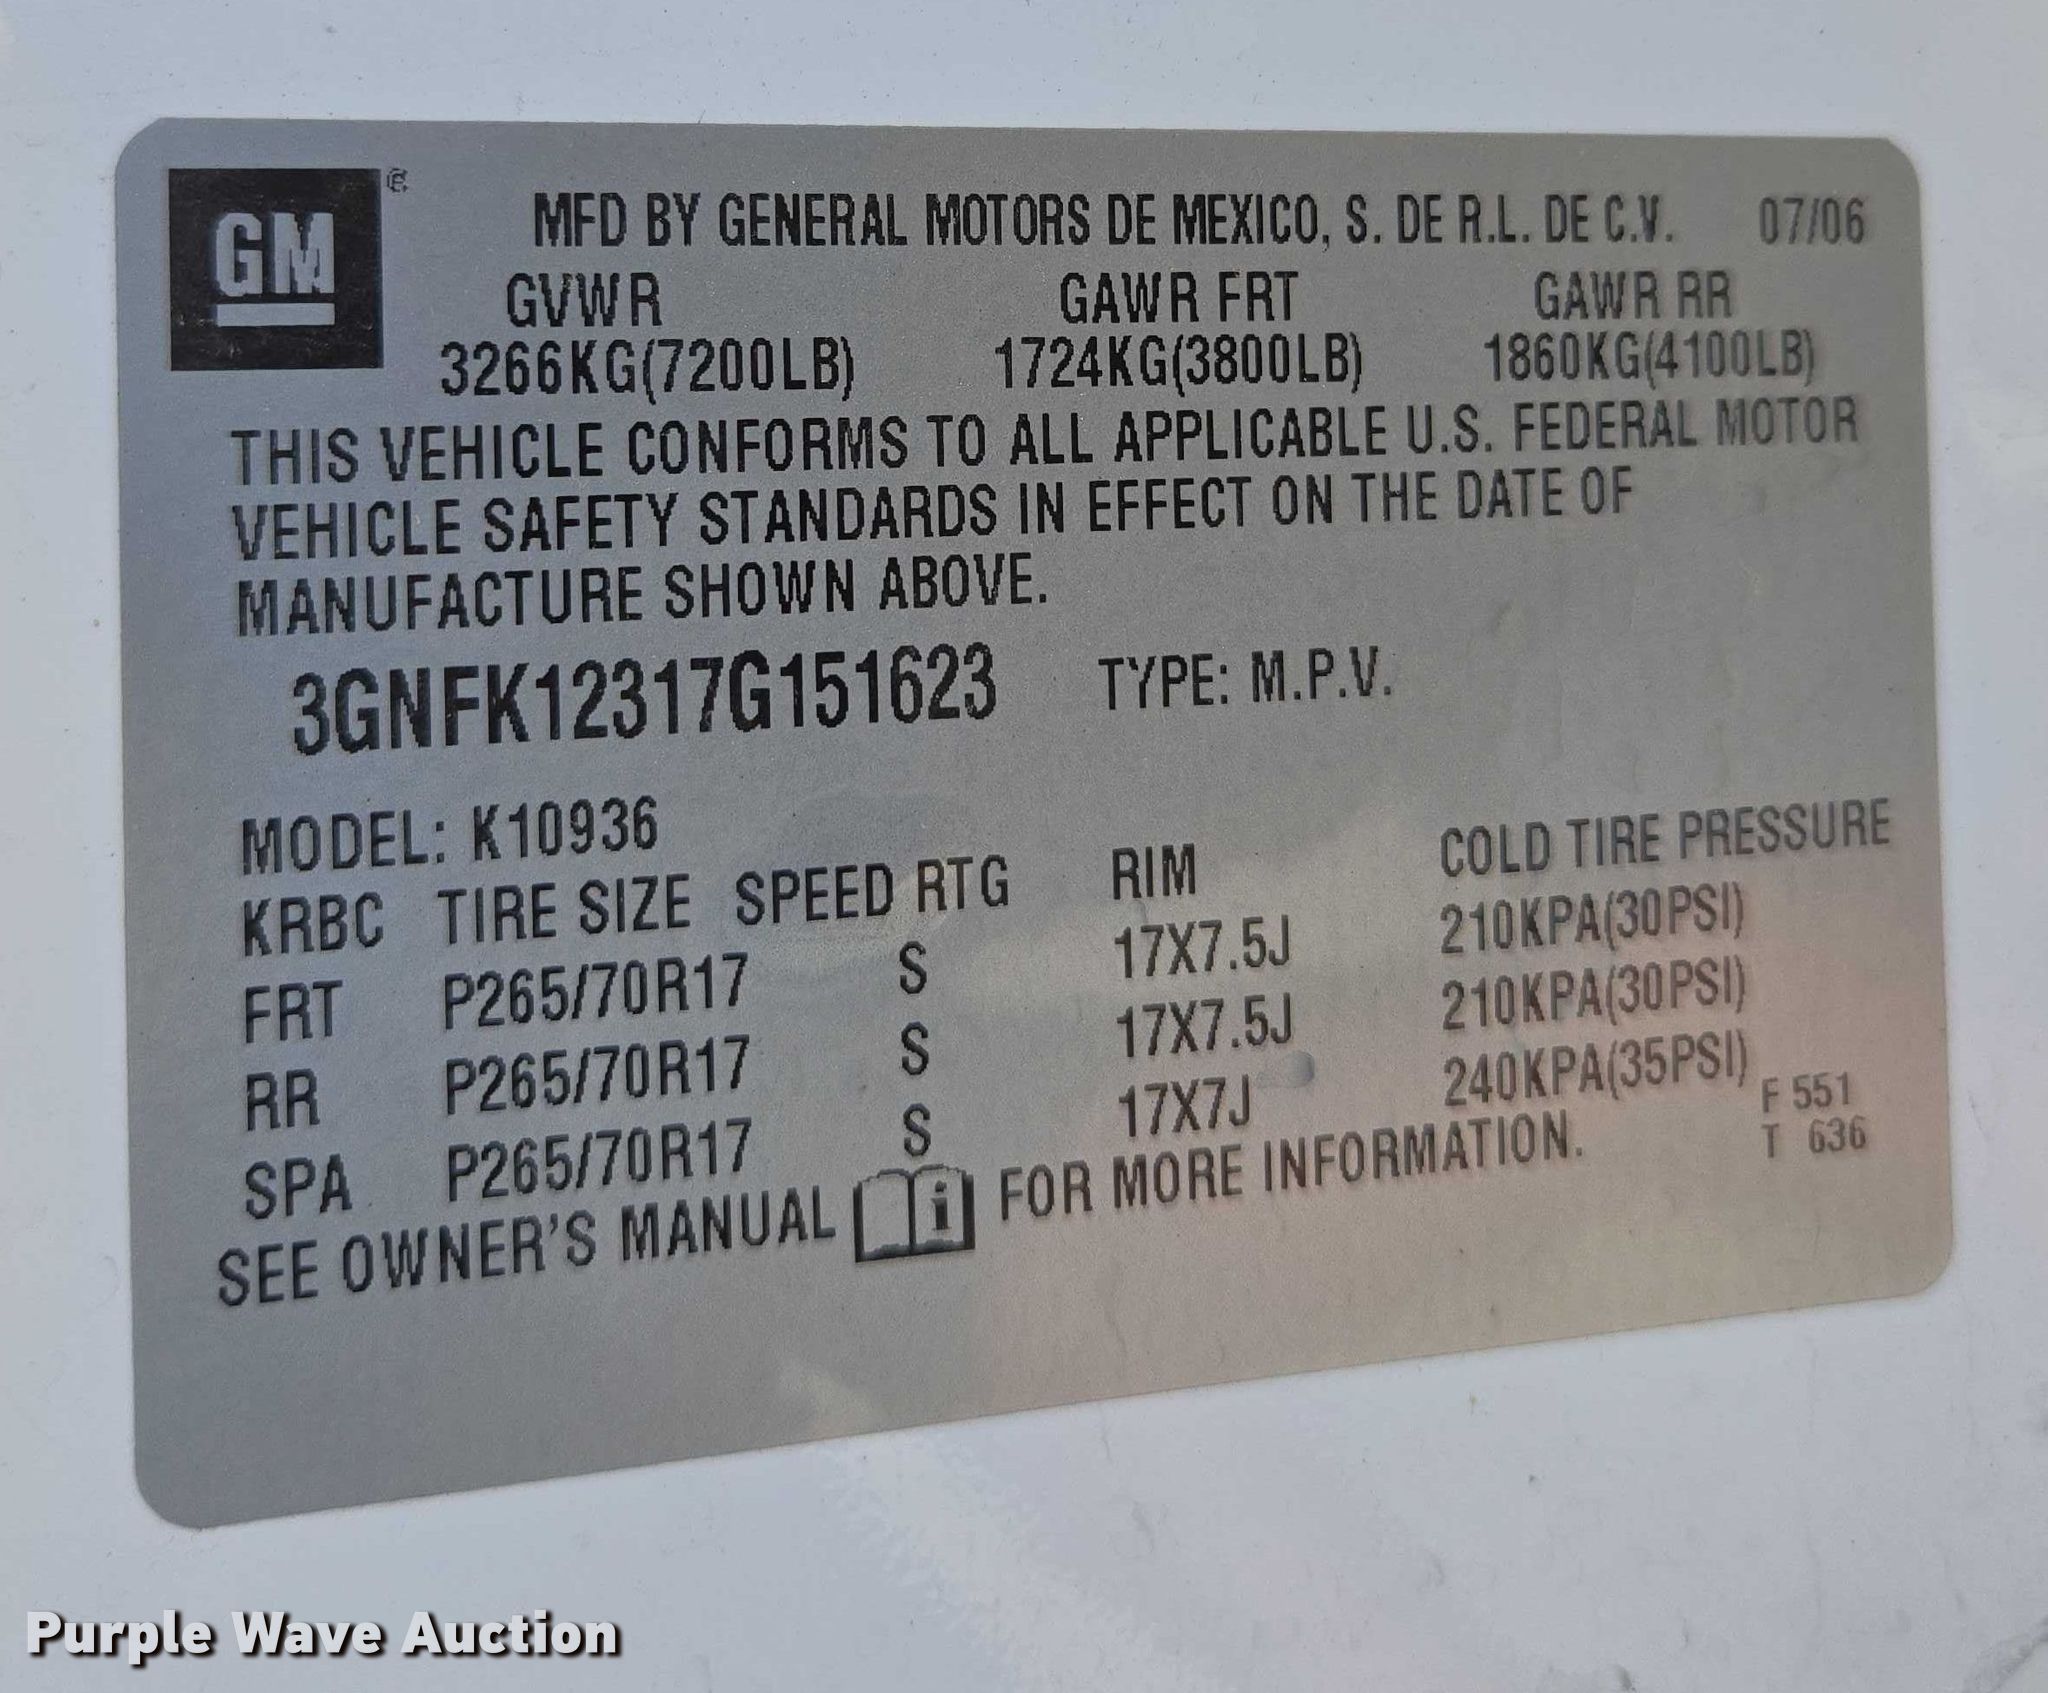 GM
MFD BY GENERAL MOTORS DE MEXICO, S. DE R.L. DE C.V. 07/06
GVWR GAWR FRT GAWR RR
3266KG(7200LB) 1724KG(3800LB) 1860KG(4100LB)
THIS VEHICLE CONFORMS TO ALL APPLICABLE U.S. FEDERAL MOTOR
VEHICLE SAFETY STANDARDS IN EFFECT ON THE DATE OF
MANUFACTURE SHOWN ABOVE.
3GNFK12317G151623 TYPE: M.P.V.
MODEL: K10936
KRBC TIRE SIZE SPEED RTG RIM COLD TIRE PRESSURE
FRT P265/70R17 S 17X7.5J 210KPA(30PSI)
RR P265/70R17 S 17X7.5J 210KPA(30PSI)
SPA P265/70R17 S 17X7J 240KPA(35PSI)
SEE OWNER'S MANUAL i FOR MORE INFORMATION.
F 551
T 636
Purple Wave Auction